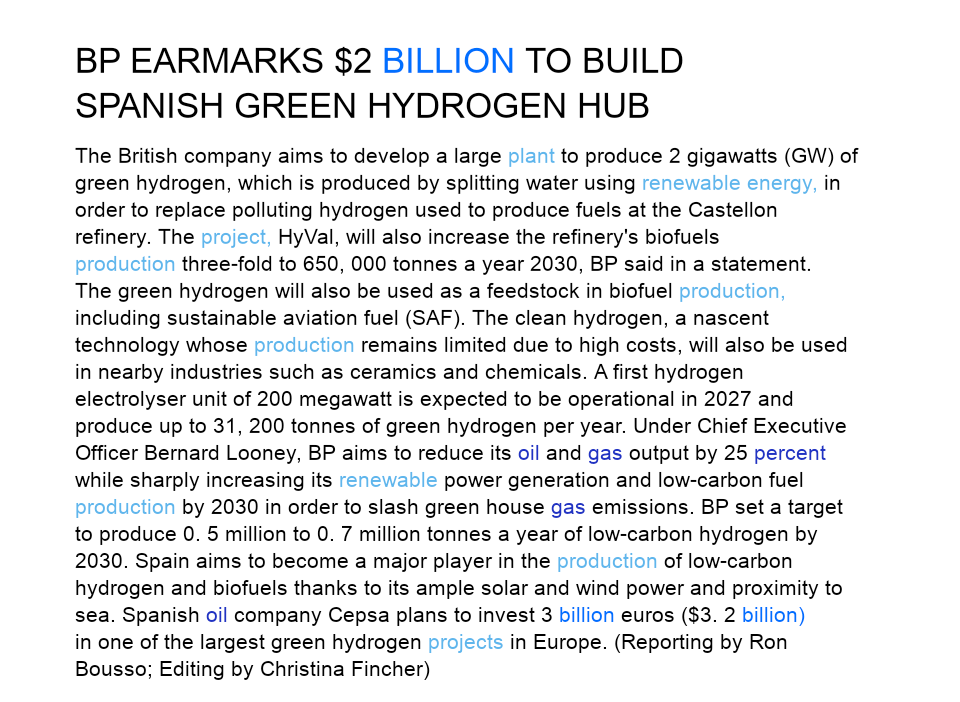 BP EARMARKS $2 BILLION TO BUILD
SPANISH GREEN HYDROGEN HUB
The British company aims to develop a large plant to produce 2 gigawatts (GW) of
green hydrogen, which is produced by splitting water using renewable energy, in
order to replace polluting hydrogen used to produce fuels at the Castellon
refinery. The project, HyVal, will also increase the refinery's biofuels
production three-fold to 650, 000 tonnes a year 2030, BP said in a statement.
The green hydrogen will also be used as a feedstock in biofuel production,
including sustainable aviation fuel (SAF). The clean hydrogen, a nascent
technology whose production remains limited due to high costs, will also be used
in nearby industries such as ceramics and chemicals. A first hydrogen
electrolyser unit of 200 megawatt is expected to be operational in 2027 and
produce up to 31, 200 tonnes of green hydrogen per year. Under Chief Executive
Officer Bernard Looney, BP aims to reduce its oil and gas output by 25 percent
while sharply increasing its renewable power generation and low-carbon fuel
production by 2030 in order to slash green house gas emissions. BP set a target
to produce 0. 5 million to 0. 7 million tonnes a year of low-carbon hydrogen by
2030. Spain aims to become a major player in the production of low-carbon
hydrogen and biofuels thanks to its ample solar and wind power and proximity to
sea. Spanish oil company Cepsa plans to invest 3 billion euros ($3. 2 billion)
in one of the largest green hydrogen projects in Europe. (Reporting by Ron
Bousso; Editing by Christina Fincher)